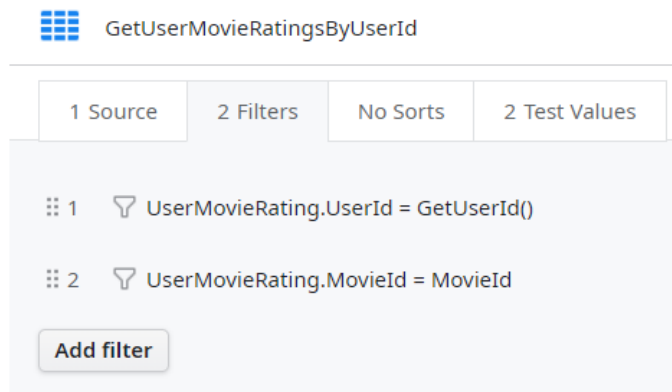 GetUserMovieRatingsByUserId
1 Source 2 Filters No Sorts 2 Test Values
1 UserMovieRating.UserId = GetUserId()
2 UserMovieRating.MovieId = MovieId
Add filter